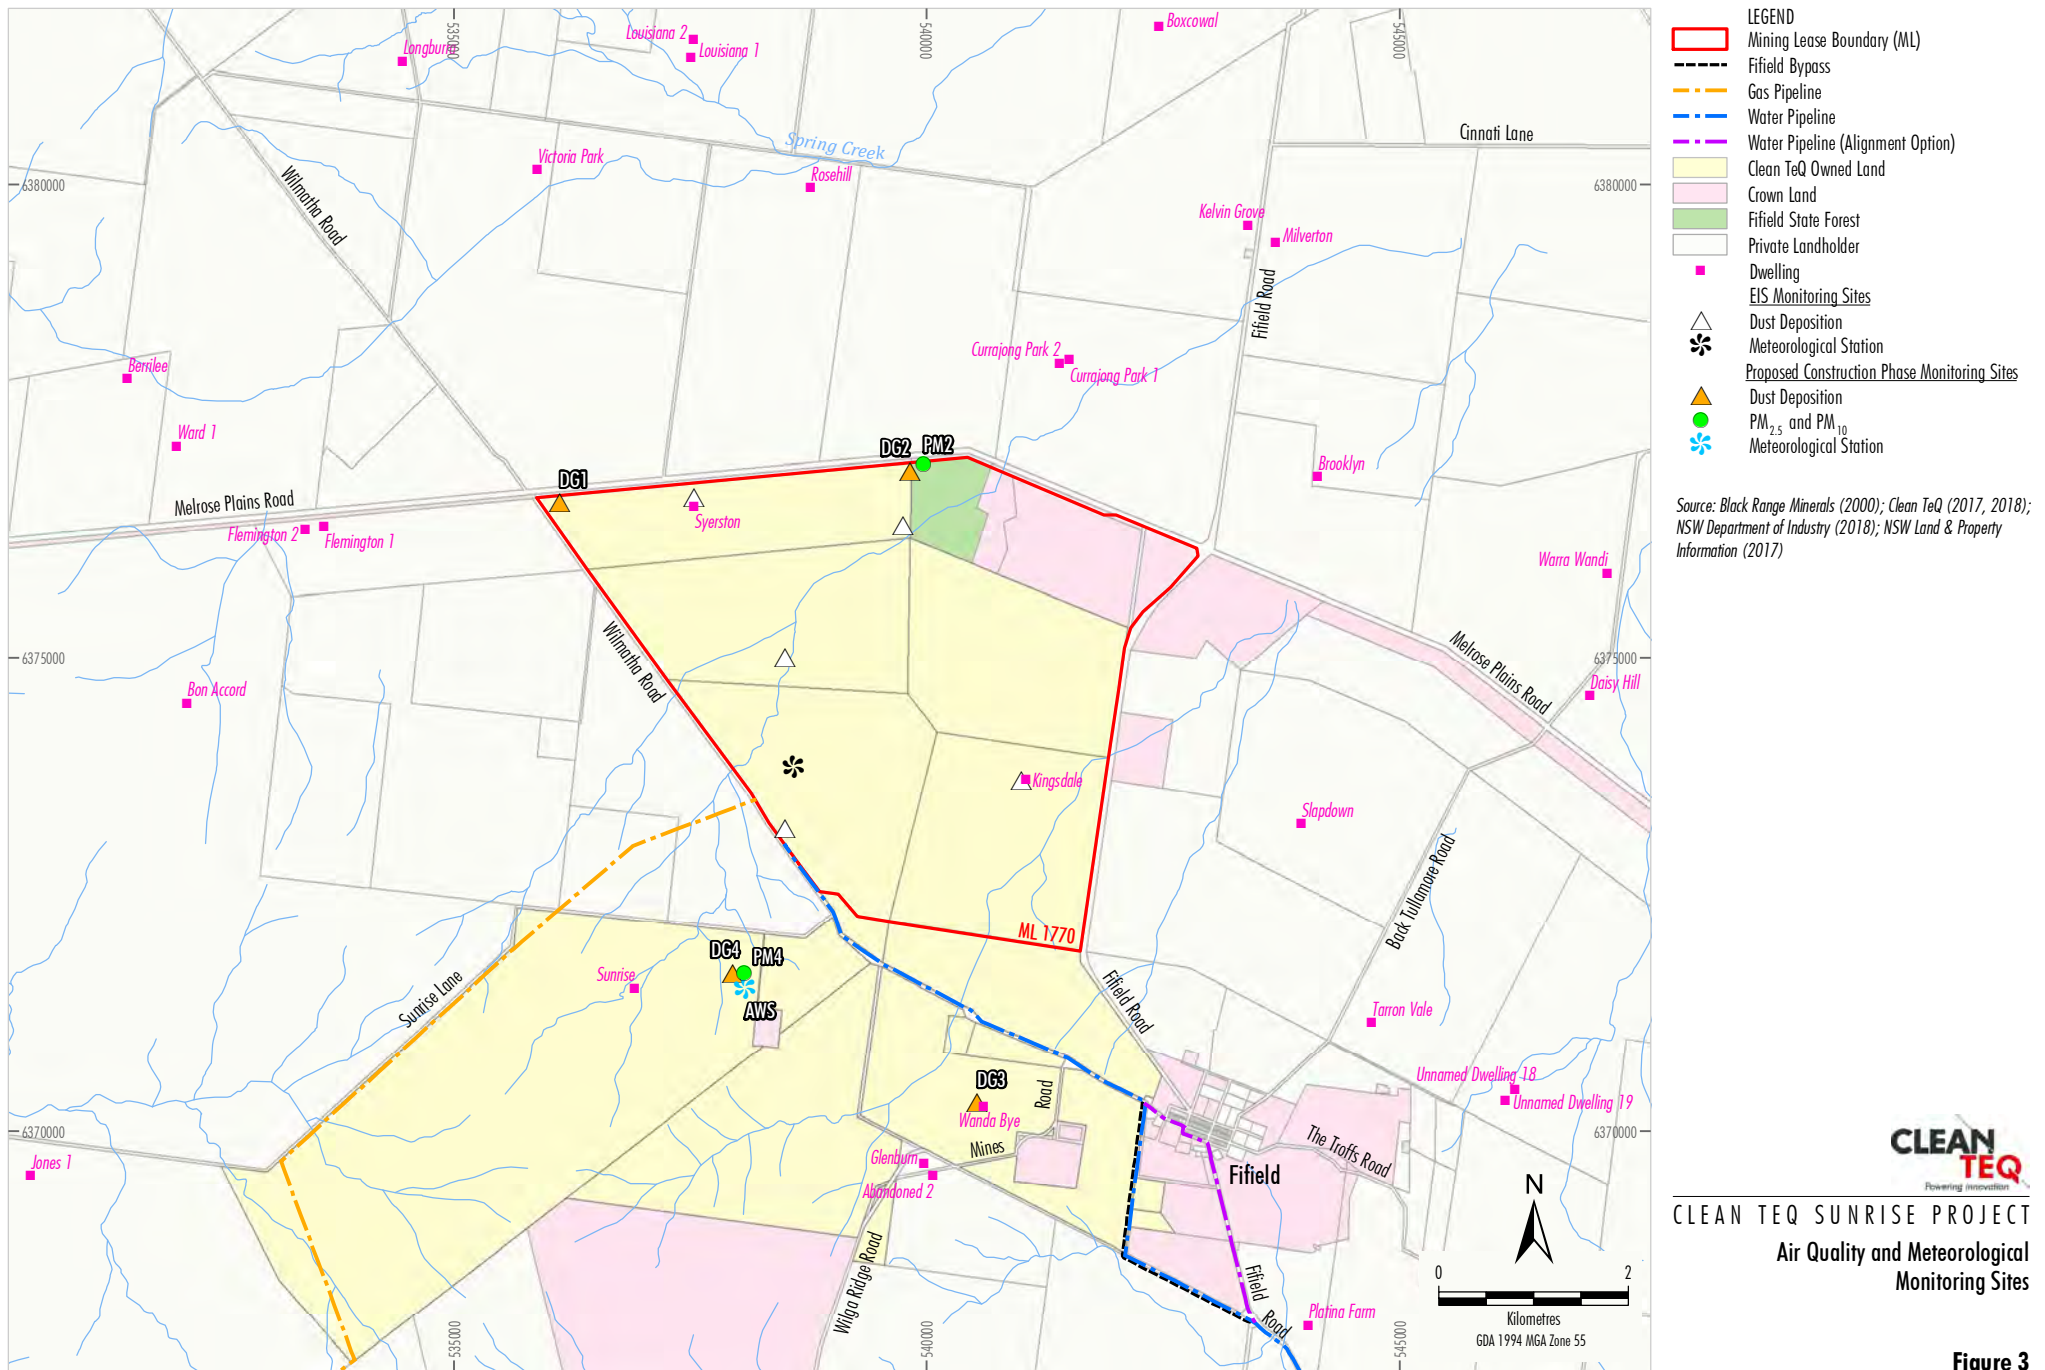 Boxcowal
Louisiana 2
Louisiana 1
Longburn
535000
540000
545000
Cinnati Lane
Spring Creek
Victoria Park
Rosehill
Wilmatha Road
6380000
6380000
Kelvin Grove
Milverton
Fifield Road
Currajong Park 2
Currajong Park 1
Berrilee
Ward 1
Brooklyn
DG2
PM2
DG1
Melrose Plains Road
Syerston
Flemington 2
Flemington 1
Warra Wandi
Wilmatha Road
Melrose Plains Road
6375000
6375000
Daisy Hill
Bon Accord
Kingsdale
Slapdown
Back Tullamore Road
ML 1770
DG4
PM4
Sunrise
AWS
Sunrise Lane
Fifield Road
Tarron Vale
Unnamed Dwelling 18
Unnamed Dwelling 19
DG3
Wanda Bye
Road
Mines
6370000
6370000
Jones 1
Glenburn
Abandoned 2
The Troffs Road
Fifield
Wilga Ridge Road
Fifield
Road
Platina Farm
535000
540000
545000
N
0
2
Kilometres
GDA 1994 MGA Zone 55
LEGEND
Mining Lease Boundary (ML)
Fifield Bypass
Gas Pipeline
Water Pipeline
Water Pipeline (Alignment Option)
Clean TeQ Owned Land
Crown Land
Fifield State Forest
Private Landholder
Dwelling
EIS Monitoring Sites
Dust Deposition
Meteorological Station
Proposed Construction Phase Monitoring Sites
Dust Deposition
PM2.5 and PM10
Meteorological Station
Source: Black Range Minerals (2000); Clean TeQ (2017, 2018);
NSW Department of Industry (2018); NSW Land & Property
Information (2017)
CLEAN
TEQ
Powering innovation
CLEAN TEQ SUNRISE PROJECT
Air Quality and Meteorological
Monitoring Sites
Figure 3